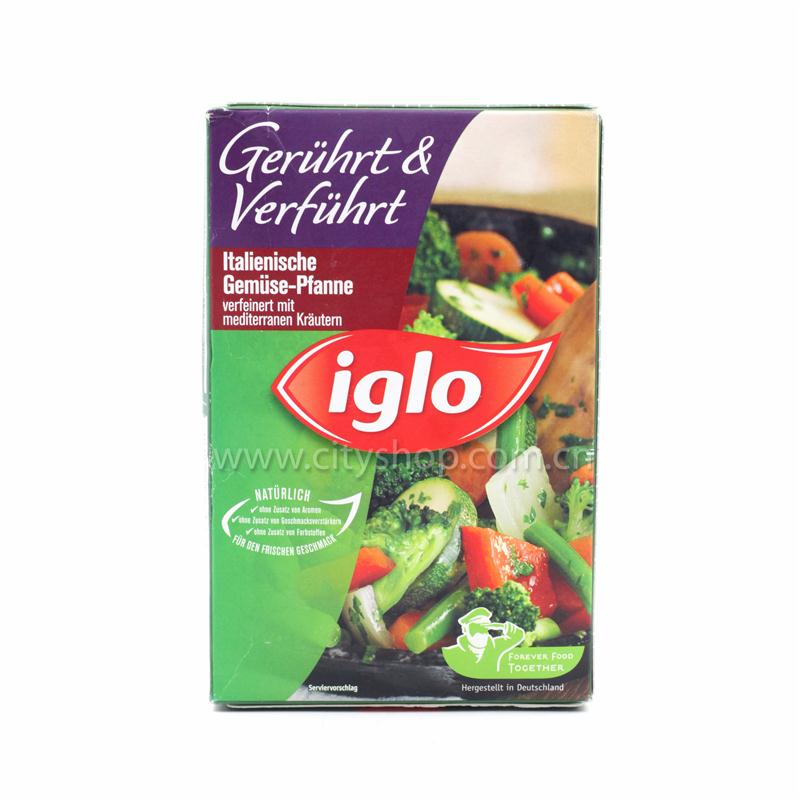 Gerührt &
Verführt
Italienische
Gemüse-Pfanne
verfeinert mit
mediterranen Kräutern
iglo
www.cityshop.com.cn
NATÜRLICH
✓ohne Zusatz von Aromen
✓ohne Zusatz von Geschmacksverstärkern
✓ohne Zusatz von Farbstoffen
FÜR DEN FRISCHEN GESCHMACK
FOREVER FOOD
TOGETHER
Serviervorschlag
Hergestellt in Deutschland